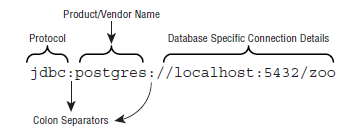 Product/Vendor Name
Protocol Database Specific Connection Details
jdbc:postgres://localhost:5432/zoo
Colon Separators